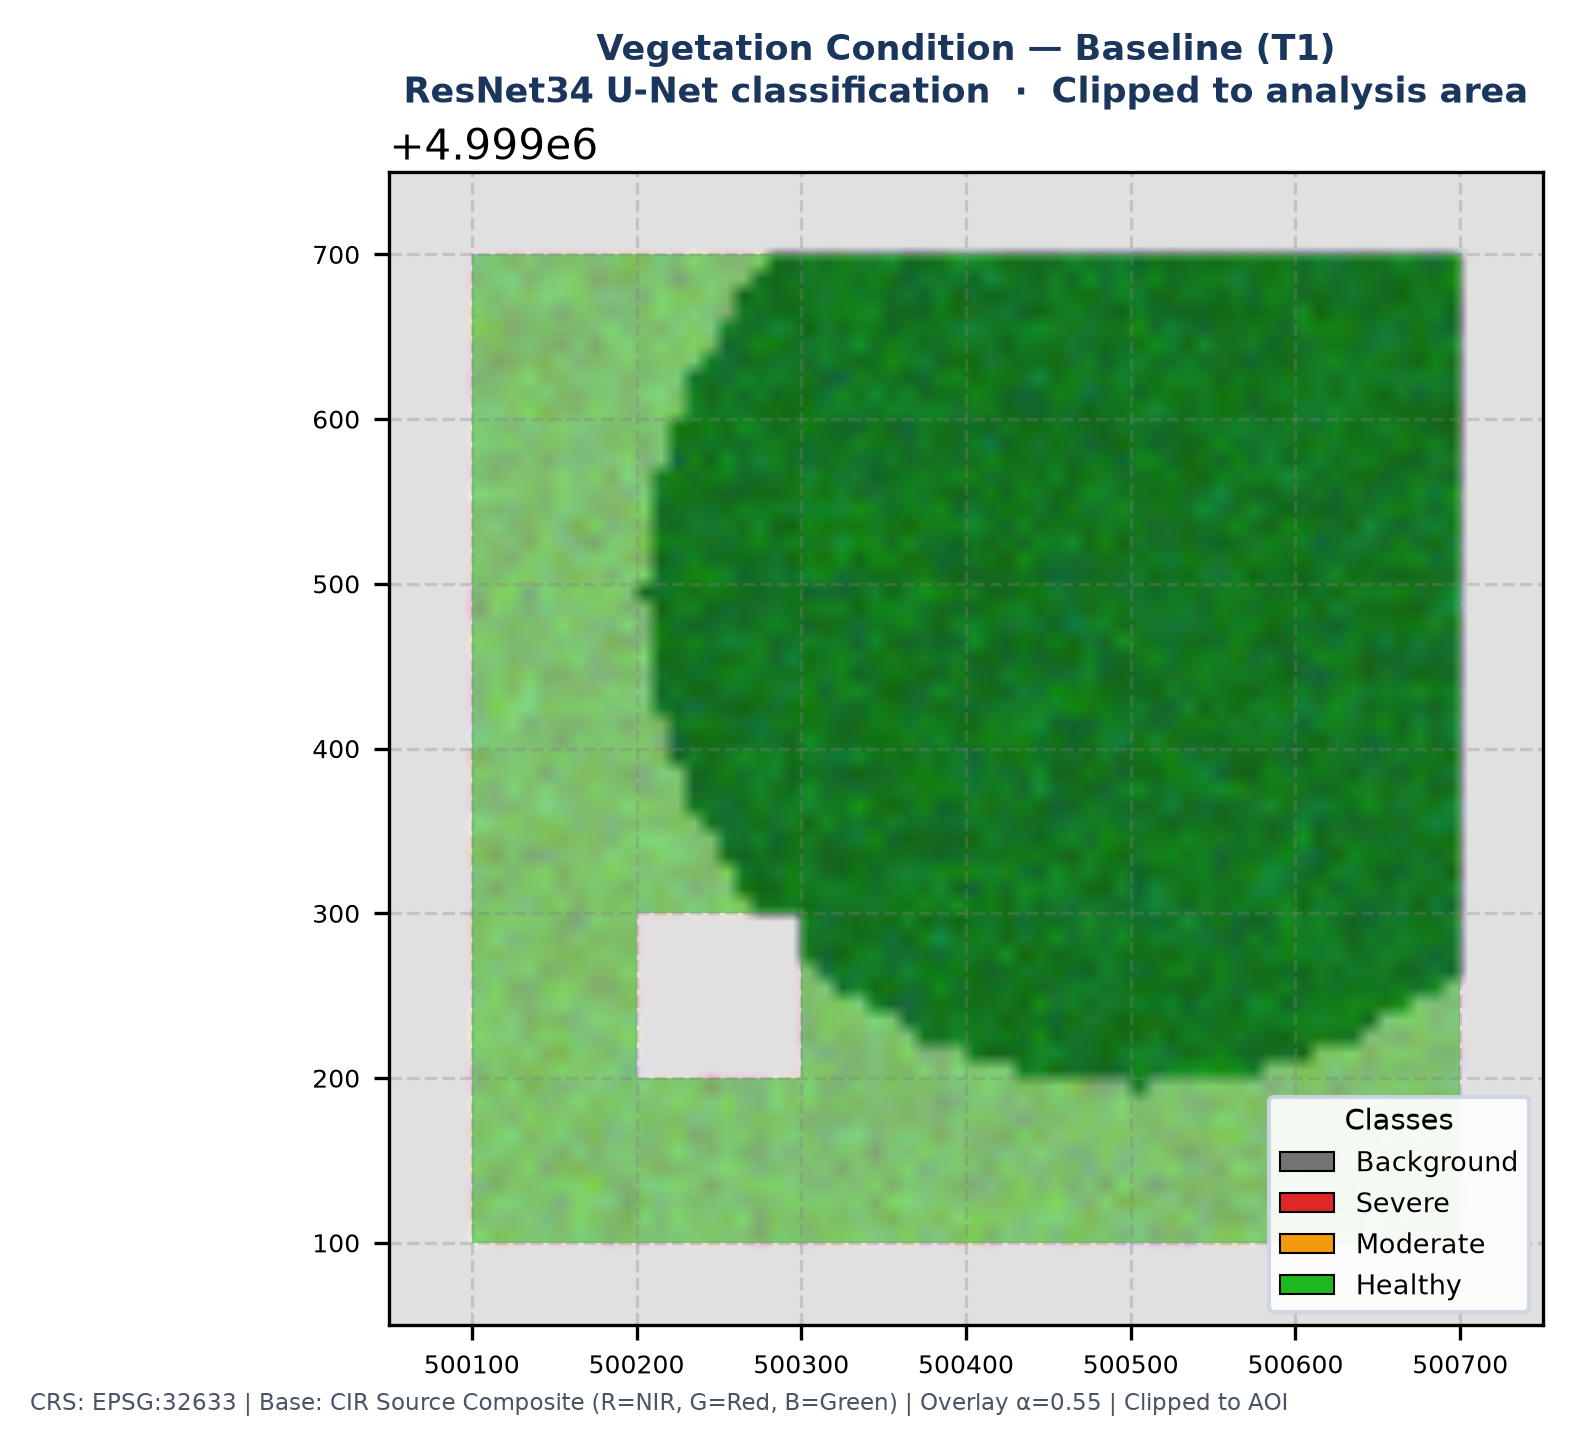 Vegetation Condition — Baseline (T1)
ResNet34 U-Net classification · Clipped to analysis area
+4.999e6
700
600
500
400
300
200
100
Classes
Background
Severe
Moderate
Healthy
500100 500200 500300 500400 500500 500600 500700
CRS: EPSG:32633 | Base: CIR Source Composite (R=NIR, G=Red, B=Green) | Overlay α=0.55 | Clipped to AOI